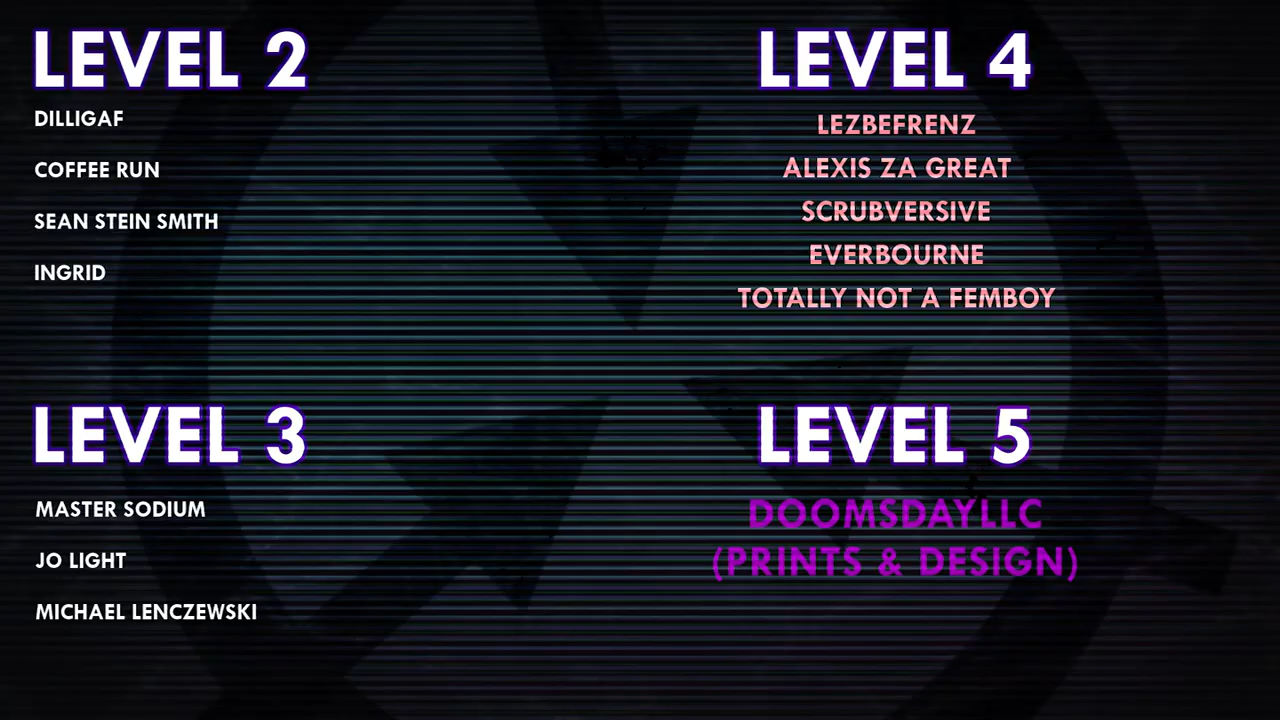 LEVEL 2
DILLIGAF
COFFEE RUN
SEAN STEIN SMITH
INGRID
LEVEL 3
MASTER SODIUM
JO LIGHT
MICHAEL LENCZEWSKI
LEVEL 4
LEZBEFRENZ
ALEXIS ZA GREAT
SCRUBVERSIVE
EVERBOURNE
TOTALLY NOT A FEMBOY
LEVEL 5
DOOMSDAYLLC
(PRINTS & DESIGN)